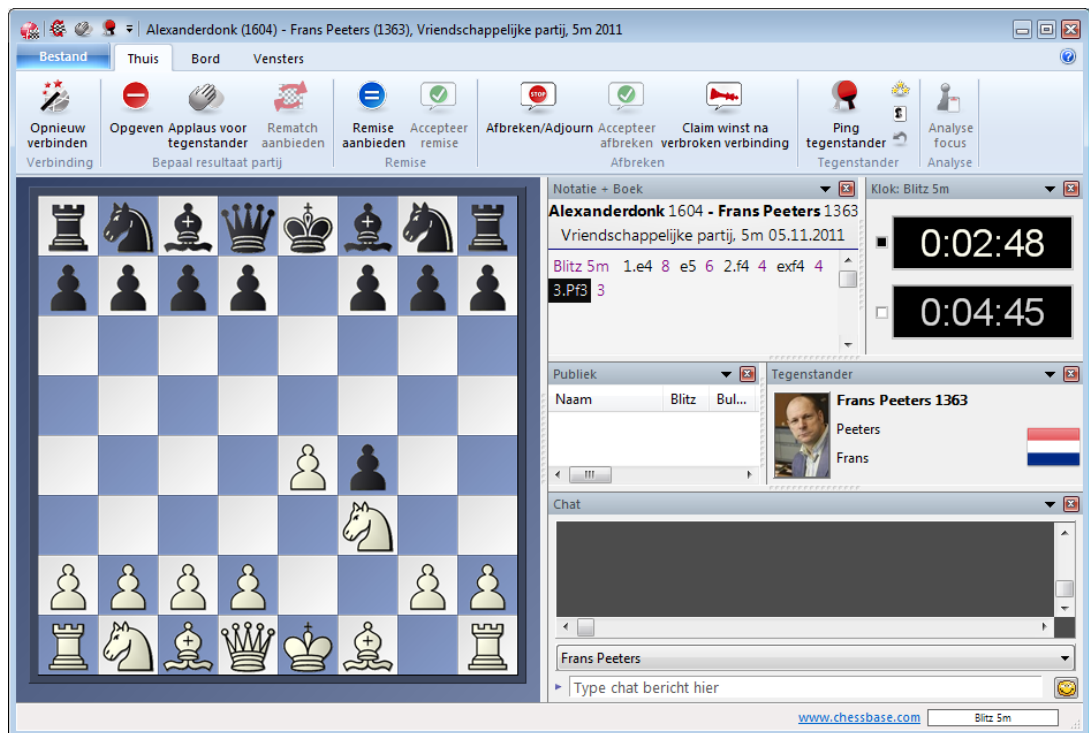 Alexanderdonk (1604) - Frans Peeters (1363), Vriendschappelijke partij, 5m 2011
Bestand Thuis Bord Vensters
Opnieuw verbinden
Verbinding
Opgeven
Applaus voor tegenstander
Rematch aanbieden
Bepaal resultaat partij
Remise aanbieden
Accepteer remise
Remise
STOP
Afbreken/Adjourn
Accepteer afbreken
Claim winst na verbroken verbinding
Afbreken
Ping tegenstander
Tegenstander
Analyse focus
Analyse
Notatie + Boek
Alexanderdonk 1604 - Frans Peeters 1363
Vriendschappelijke partij, 5m 05.11.2011
Blitz 5m 1.e4 8 e5 6 2.f4 4 exf4 4
3.Pf3 3
Klok: Blitz 5m
0:02:48
0:04:45
Publiek
Naam Blitz Bul...
Tegenstander
Frans Peeters 1363
Peeters
Frans
Chat
Frans Peeters
Type chat bericht hier
www.chessbase.com Blitz 5m